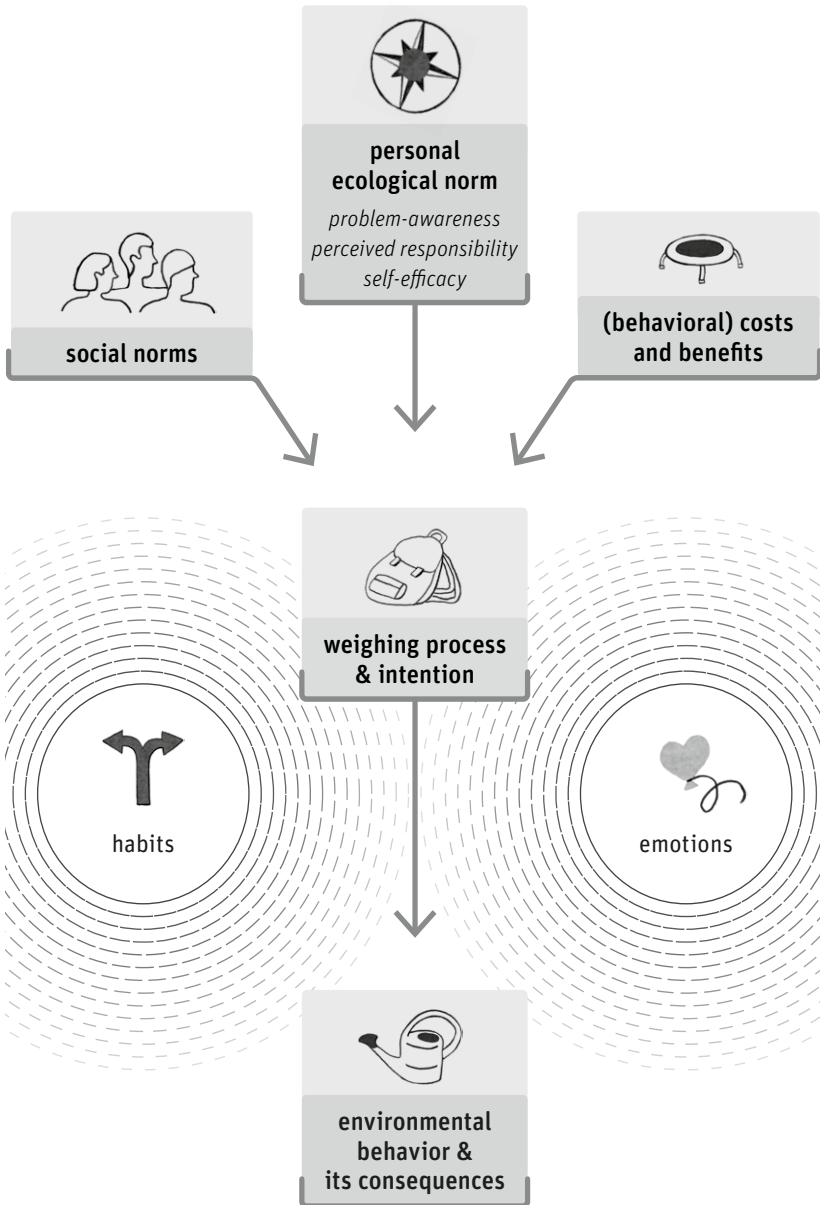 personal
ecological norm
problem-awareness
perceived responsibility
self-efficacy
social norms
(behavioral) costs
and benefits
weighing process
& intention
habits
emotions
environmental
behavior &
its consequences